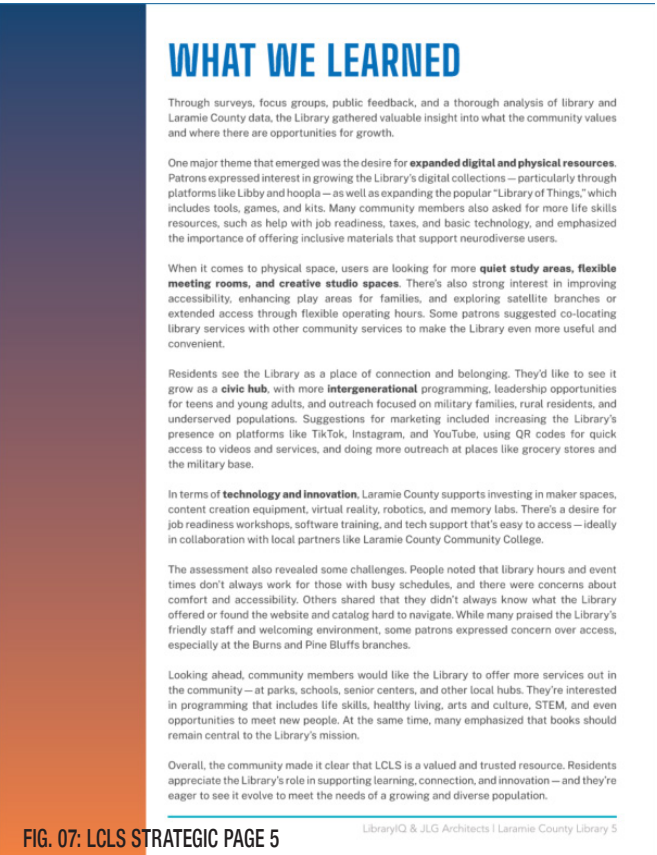 WHAT WE LEARNED
Through surveys, focus groups, public feedback, and a thorough analysis of library and
Laramie County data, the Library gathered valuable insight into what the community values
and where there are opportunities for growth.
One major theme that emerged was the desire for expanded digital and physical resources.
Patrons expressed interest in growing the Library's digital collections — particularly through
platforms like Libby and hoopla — as well as expanding the popular "Library of Things," which
includes tools, games, and kits. Many community members also asked for more life skills
resources, such as help with job readiness, taxes, and basic technology, and emphasized
the importance of offering inclusive materials that support neurodiverse users.
When it comes to physical space, users are looking for more quiet study areas, flexible
meeting rooms, and creative studio spaces. There's also strong interest in improving
accessibility, enhancing play areas for families, and exploring satellite branches or
extended access through flexible operating hours. Some patrons suggested co-locating
library services with other community services to make the Library even more useful and
convenient.
Residents see the Library as a place of connection and belonging. They'd like to see it
grow as a civic hub, with more intergenerational programming, leadership opportunities
for teens and young adults, and outreach focused on military families, rural residents, and
underserved populations. Suggestions for marketing included increasing the Library's
presence on platforms like TikTok, Instagram, and YouTube, using QR codes for quick
access to videos and services, and doing more outreach at places like grocery stores and
the military base.
In terms of technology and innovation, Laramie County supports investing in maker spaces,
content creation equipment, virtual reality, robotics, and memory labs. There's a desire for
job readiness workshops, software training, and tech support that's easy to access — ideally
in collaboration with local partners like Laramie County Community College.
The assessment also revealed some challenges. People noted that library hours and event
times don't always work for those with busy schedules, and there were concerns about
comfort and accessibility. Others shared that they didn't always know what the Library
offered or found the website and catalog hard to navigate. While many praised the Library's
friendly staff and welcoming environment, some patrons expressed concern over access,
especially at the Burns and Pine Bluffs branches.
Looking ahead, community members would like the Library to offer more services out in
the community — at parks, schools, senior centers, and other local hubs. They're interested
in programming that includes life skills, healthy living, arts and culture, STEM, and even
opportunities to meet new people. At the same time, many emphasized that books should
remain central to the Library's mission.
Overall, the community made it clear that LCLS is a valued and trusted resource. Residents
appreciate the Library's role in supporting learning, connection, and innovation — and they're
eager to see it evolve to meet the needs of a growing and diverse population.
LibraryIQ & JLG Architects | Laramie County Library 5
FIG. 07: LCLS STRATEGIC PAGE 5